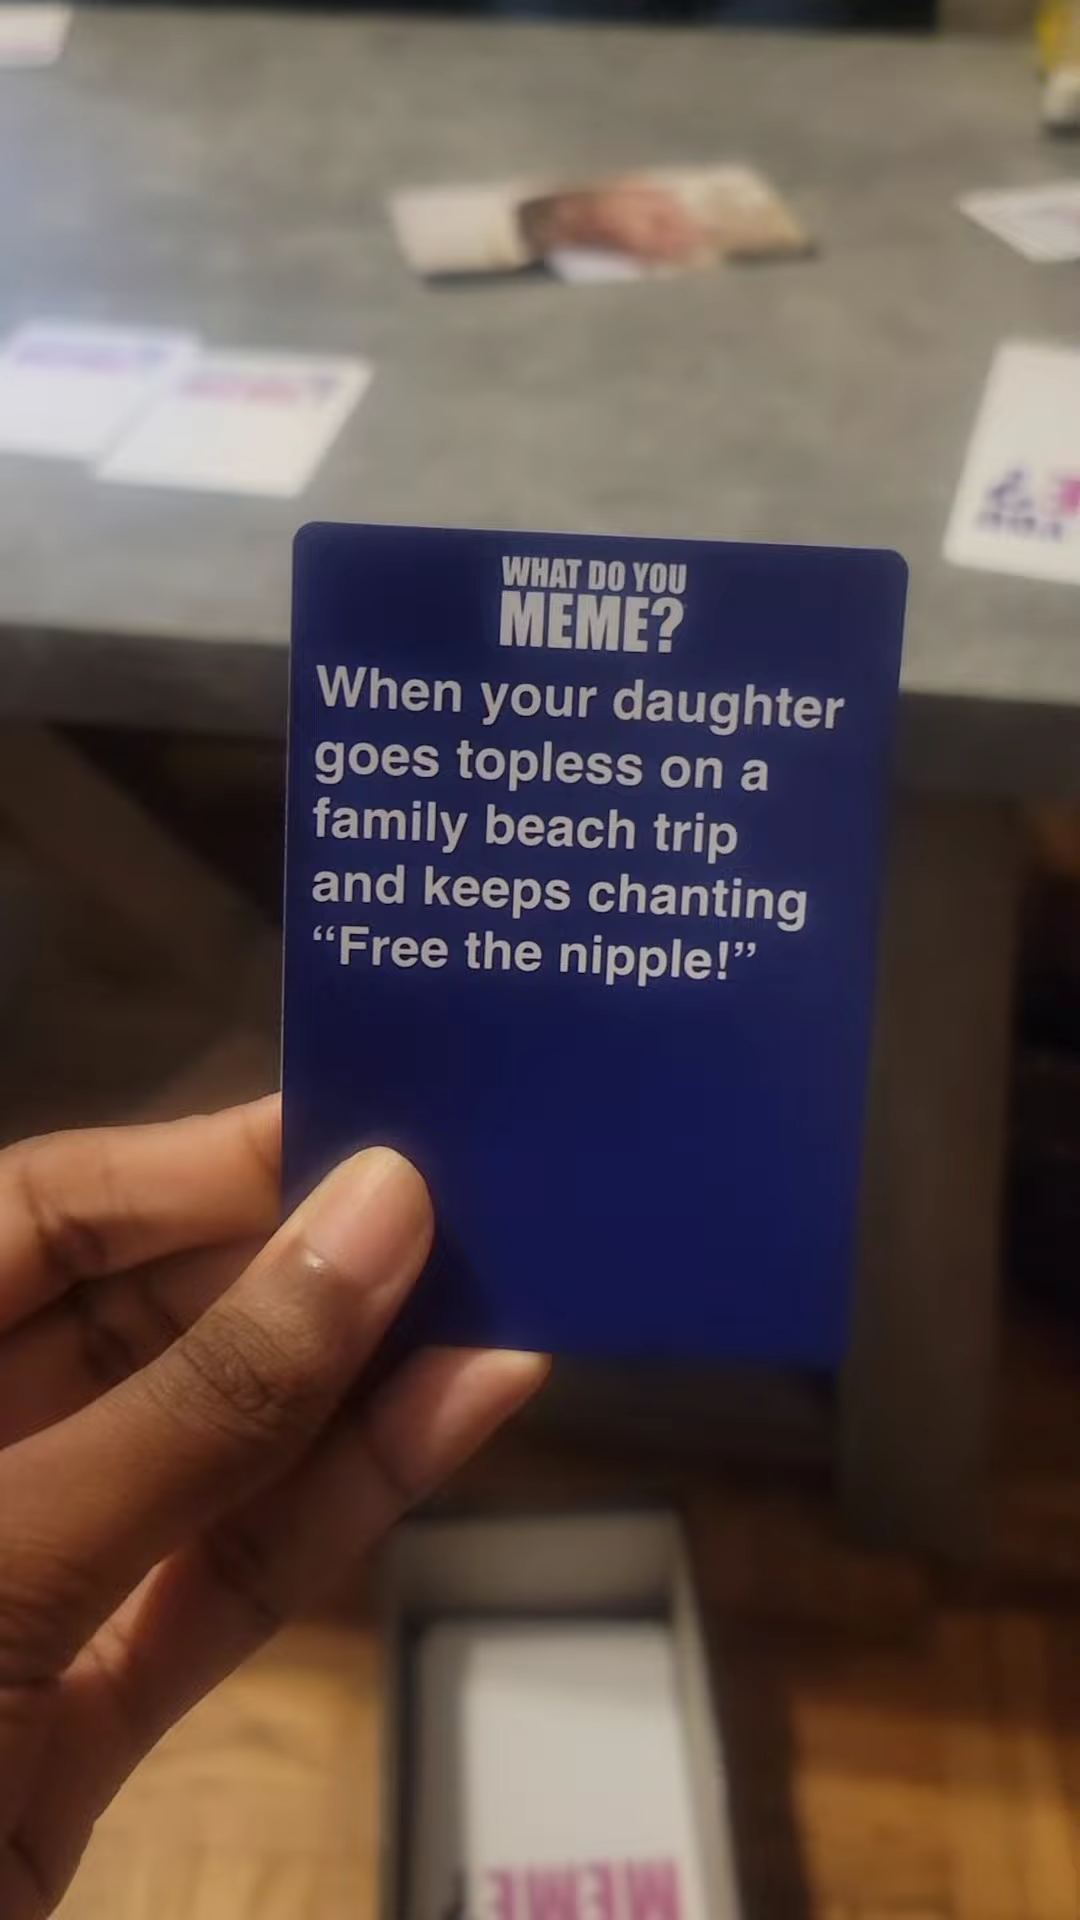 WHAT DO YOU
MEME?
When your daughter
goes topless on a
family beach trip
and keeps chanting
“Free the nipple!”
MEME